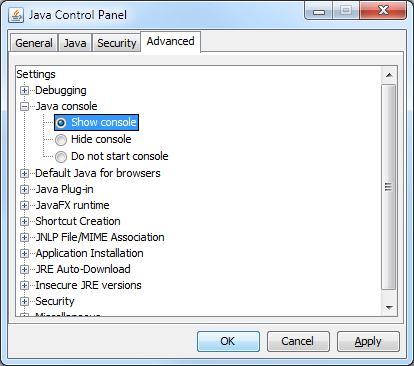 Java Control Panel
General Java Security Advanced
Settings
Debugging
Java console
Show console
Hide console
Do not start console
Default Java for browsers
Java Plug-in
JavaFX runtime
Shortcut Creation
JNLP File/MIME Association
Application Installation
JRE Auto-Download
Insecure JRE versions
Security
Miscellaneous
OK Cancel Apply